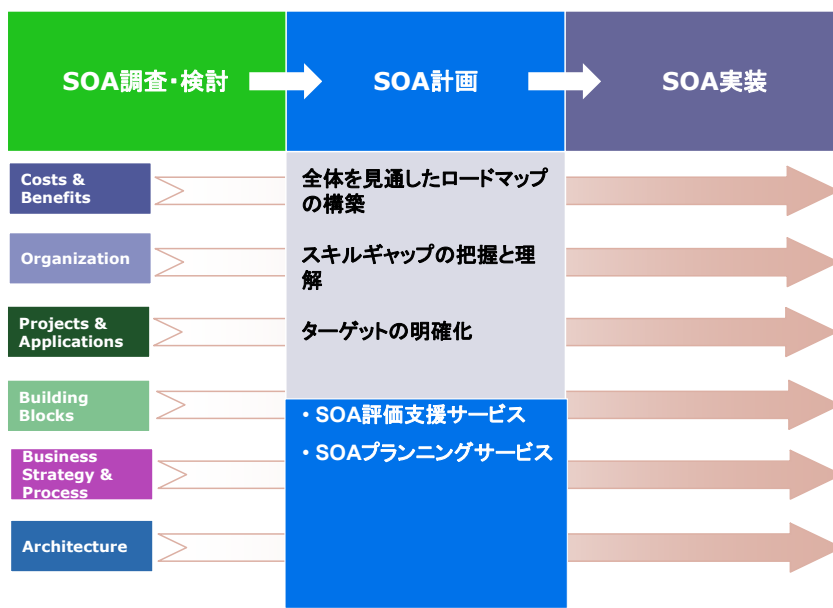 SOA調査・検討
SOA計画
SOA実装
Costs &
Benefits
Organization
Projects &
Applications
Building
Blocks
Business
Strategy &
Process
Architecture
全体を見通したロードマップ
の構築
スキルギャップの把握と理
解
ターゲットの明確化
・SOA評価支援サービス
・SOAプランニングサービス